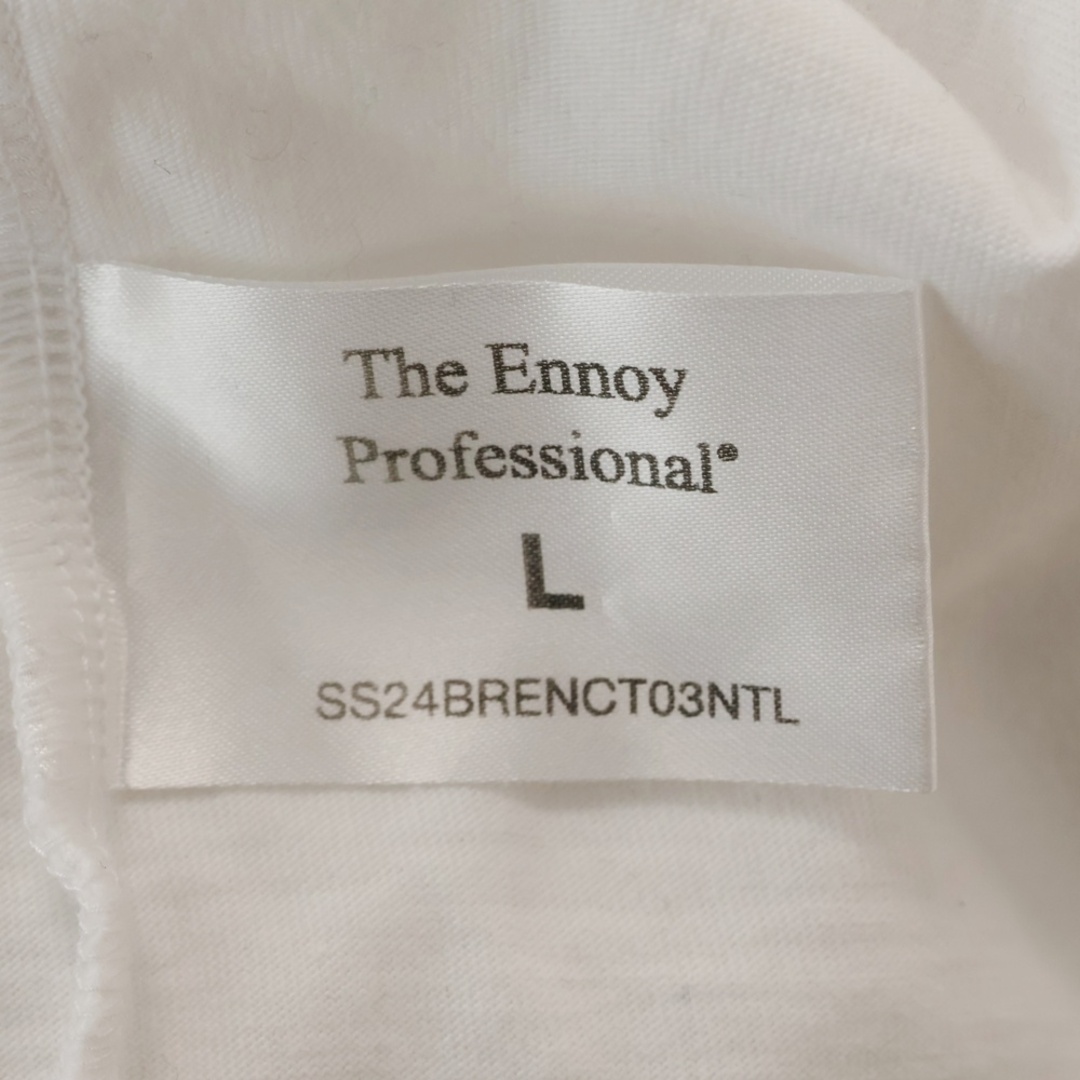 The Ennoy
Professional®
L
SS24BRENCT03NTL